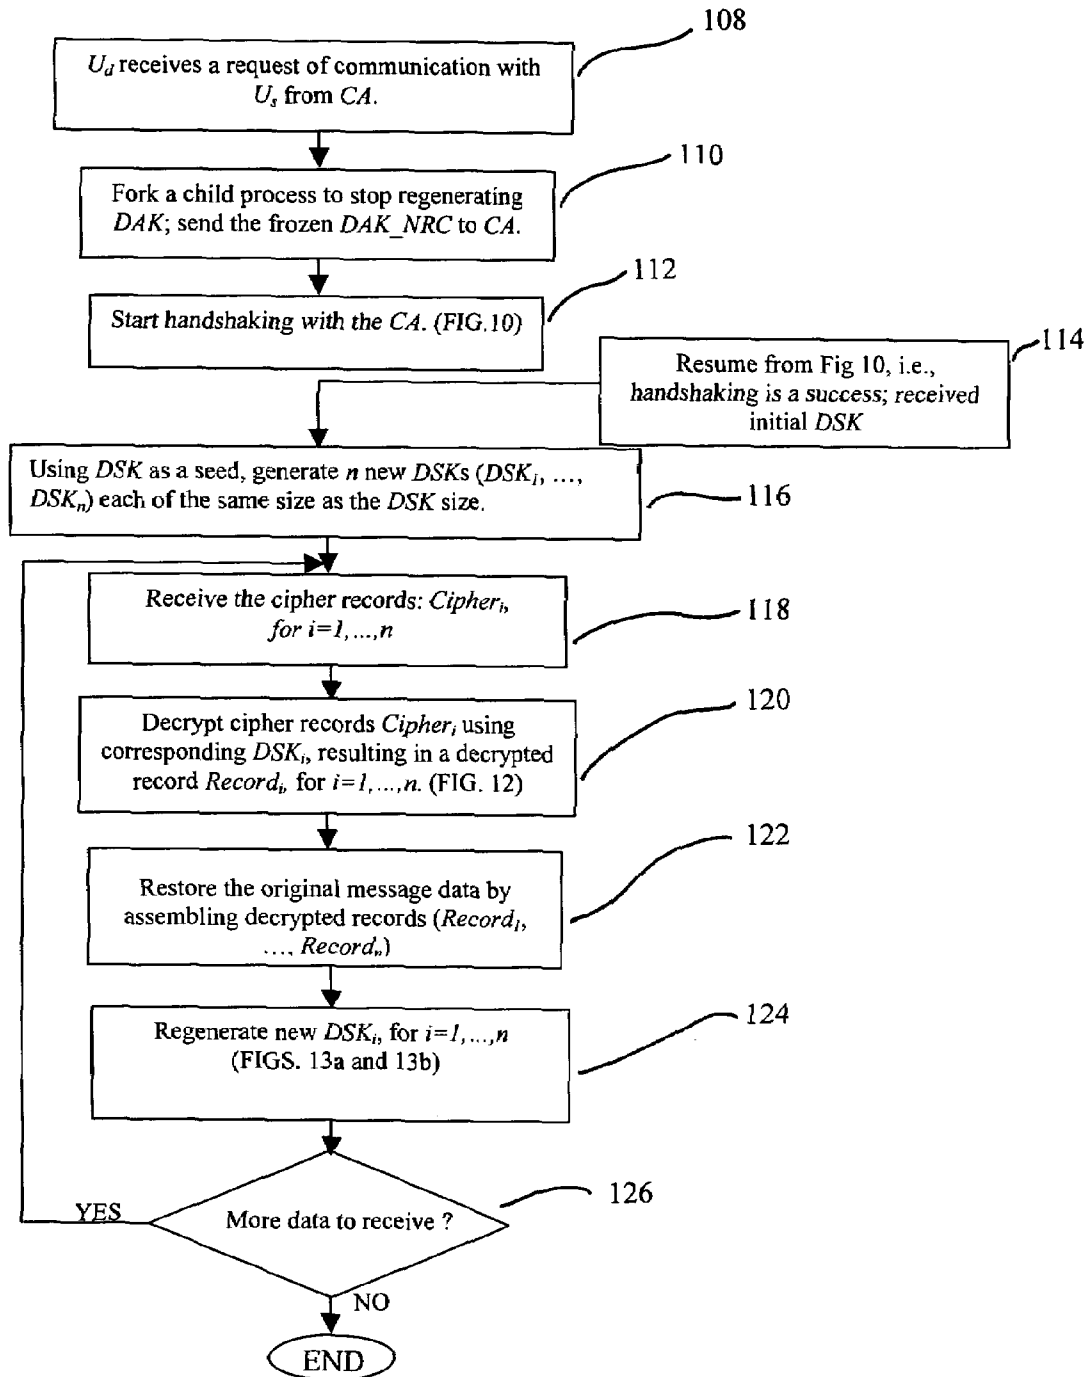 108
U_d receives a request of communication with
U_s from CA.
110
Fork a child process to stop regenerating
DAK; send the frozen DAK_NRC to CA.
112
Start handshaking with the CA. (FIG.10)
114
Resume from Fig 10, i.e.,
handshaking is a success; received
initial DSK
Using DSK as a seed, generate n new DSKs (DSK_1, ...,
DSK_n) each of the same size as the DSK size.
116
Receive the cipher records: Cipher_i,
for i=1,...,n
118
Decrypt cipher records Cipher_i using
corresponding DSK_i, resulting in a decrypted
record Record_i, for i=1,...,n. (FIG. 12)
120
Restore the original message data by
assembling decrypted records (Record_1,
..., Record_n)
122
Regenerate new DSK_i, for i=1,...,n
(FIGS. 13a and 13b)
124
More data to receive ?
126
YES
NO
END